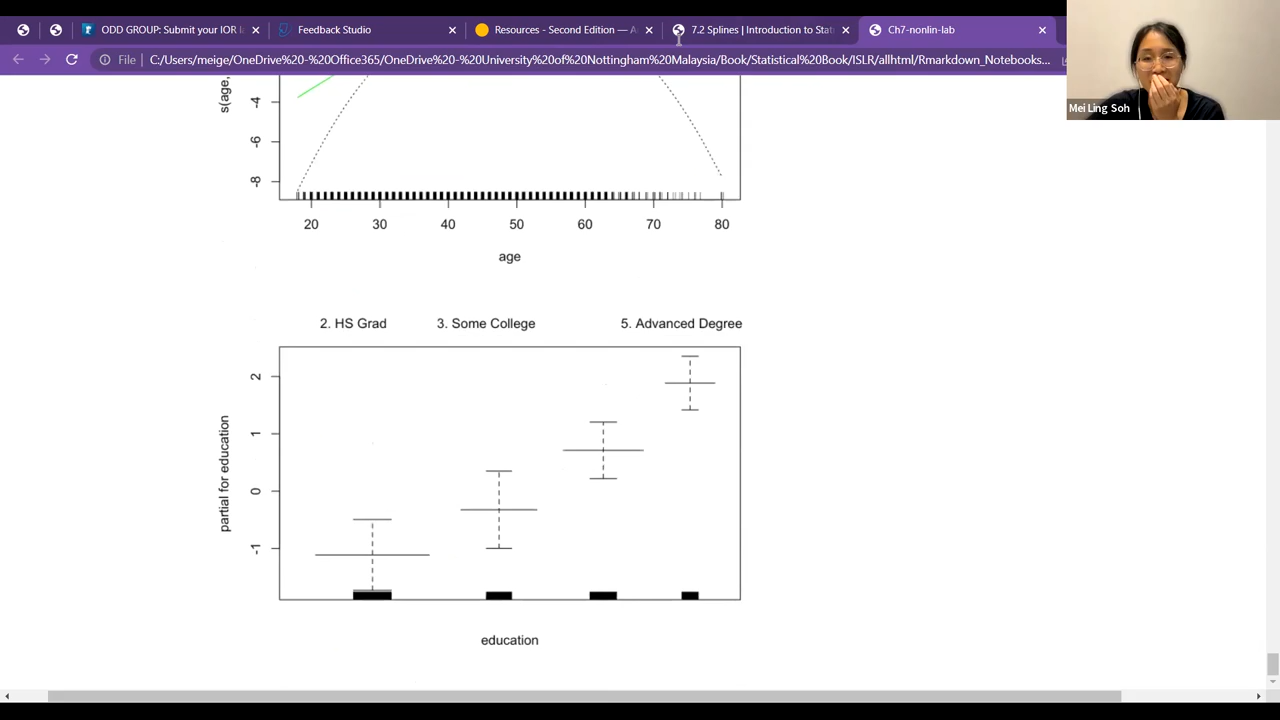 ODD GROUP: Submit your IOR
Feedback Studio
Resources - Second Edition — A
7.2 Splines | Introduction to Stat
Ch7-nonlin-lab
File
C:/Users/meige/OneDrive%20-%20Office365/OneDrive%20-%20University%20of%20Nottingham%20Malaysia/Book/Statistical%20Book/ISLR/allhtml/Rmarkdown_Notebooks...
Mei Ling Soh
s(age,
-4
-6
-8
20 30 40 50 60 70 80
age
2. HS Grad 3. Some College 5. Advanced Degree
partial for education
2
1
0
-1
education